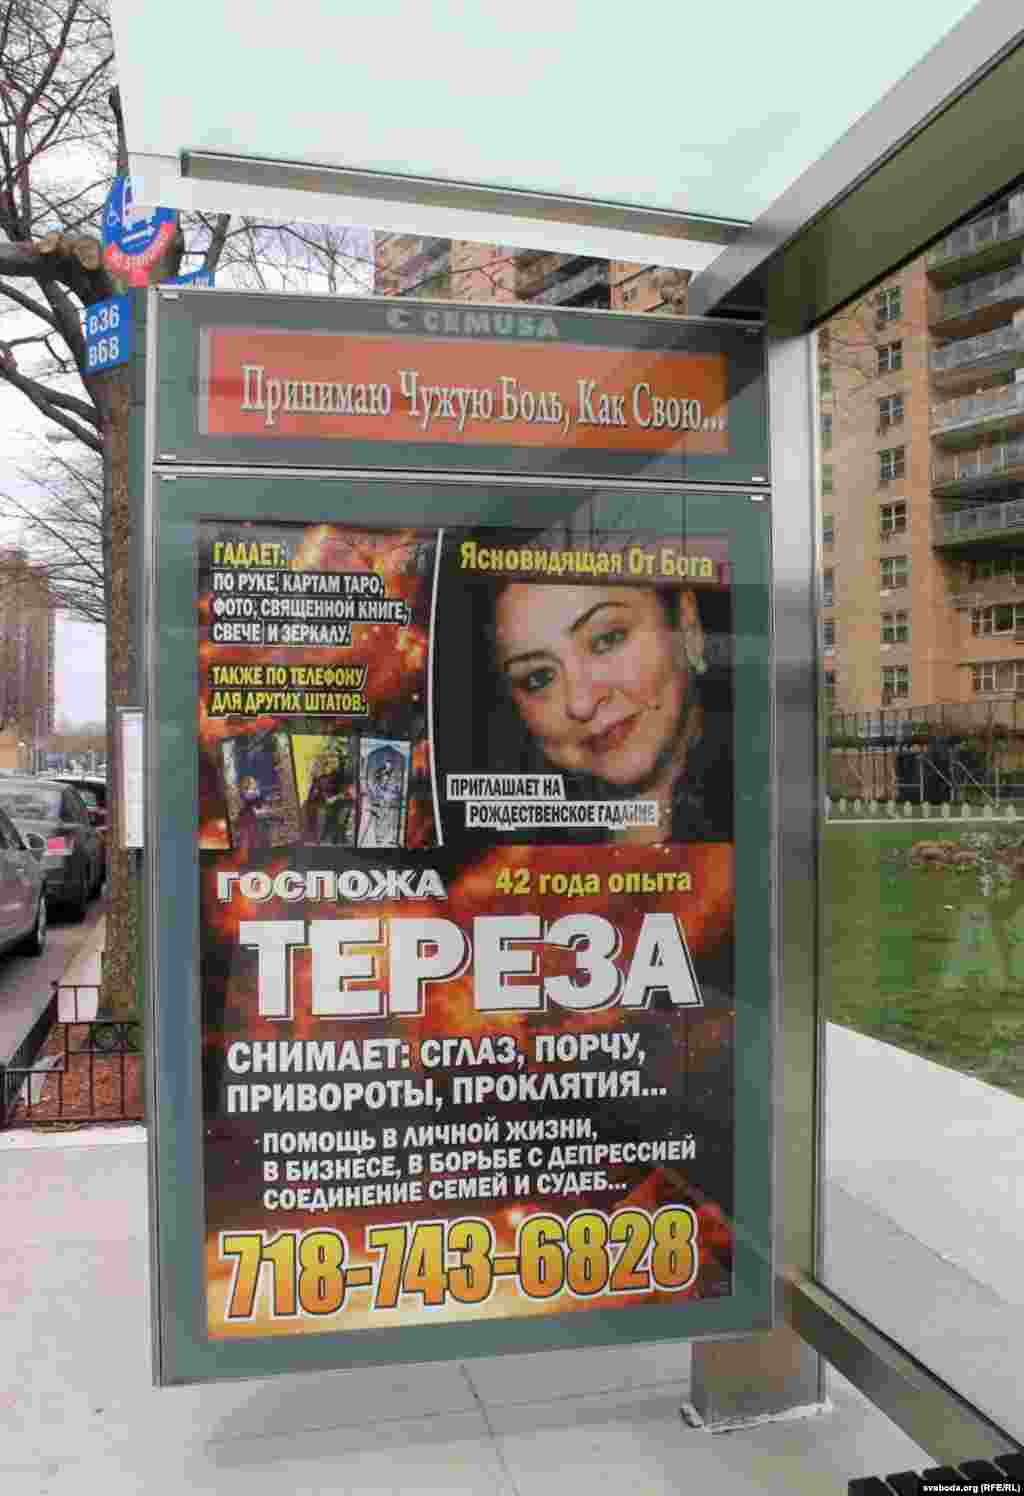 B36
B68
C CEMUSA
Принимаю Чужую Боль, Как Свою...
ГАДАЕТ:
ПО РУКЕ, КАРТАМ ТАРО,
ФОТО, СВЯЩЕННОЙ КНИГЕ,
СВЕЧЕ И ЗЕРКАЛУ.
ТАКЖЕ ПО ТЕЛЕФОНУ
ДЛЯ ДРУГИХ ШТАТОВ:
Ясновидящая От Бога
ПРИГЛАШАЕТ НА
РОЖДЕСТВЕНСКОЕ ГАДАНИЕ
ГОСПОЖА
42 года опыта
ТЕРЕЗА
СНИМАЕТ: СГЛАЗ, ПОРЧУ,
ПРИВОРОТЫ, ПРОКЛЯТИЯ...
ПОМОЩЬ В ЛИЧНОЙ ЖИЗНИ,
В БИЗНЕСЕ, В БОРЬБЕ С ДЕПРЕССИЕЙ
СОЕДИНЕНИЕ СЕМЕЙ И СУДЕБ...
718-743-6828
svaboda.org (RFE/RL)